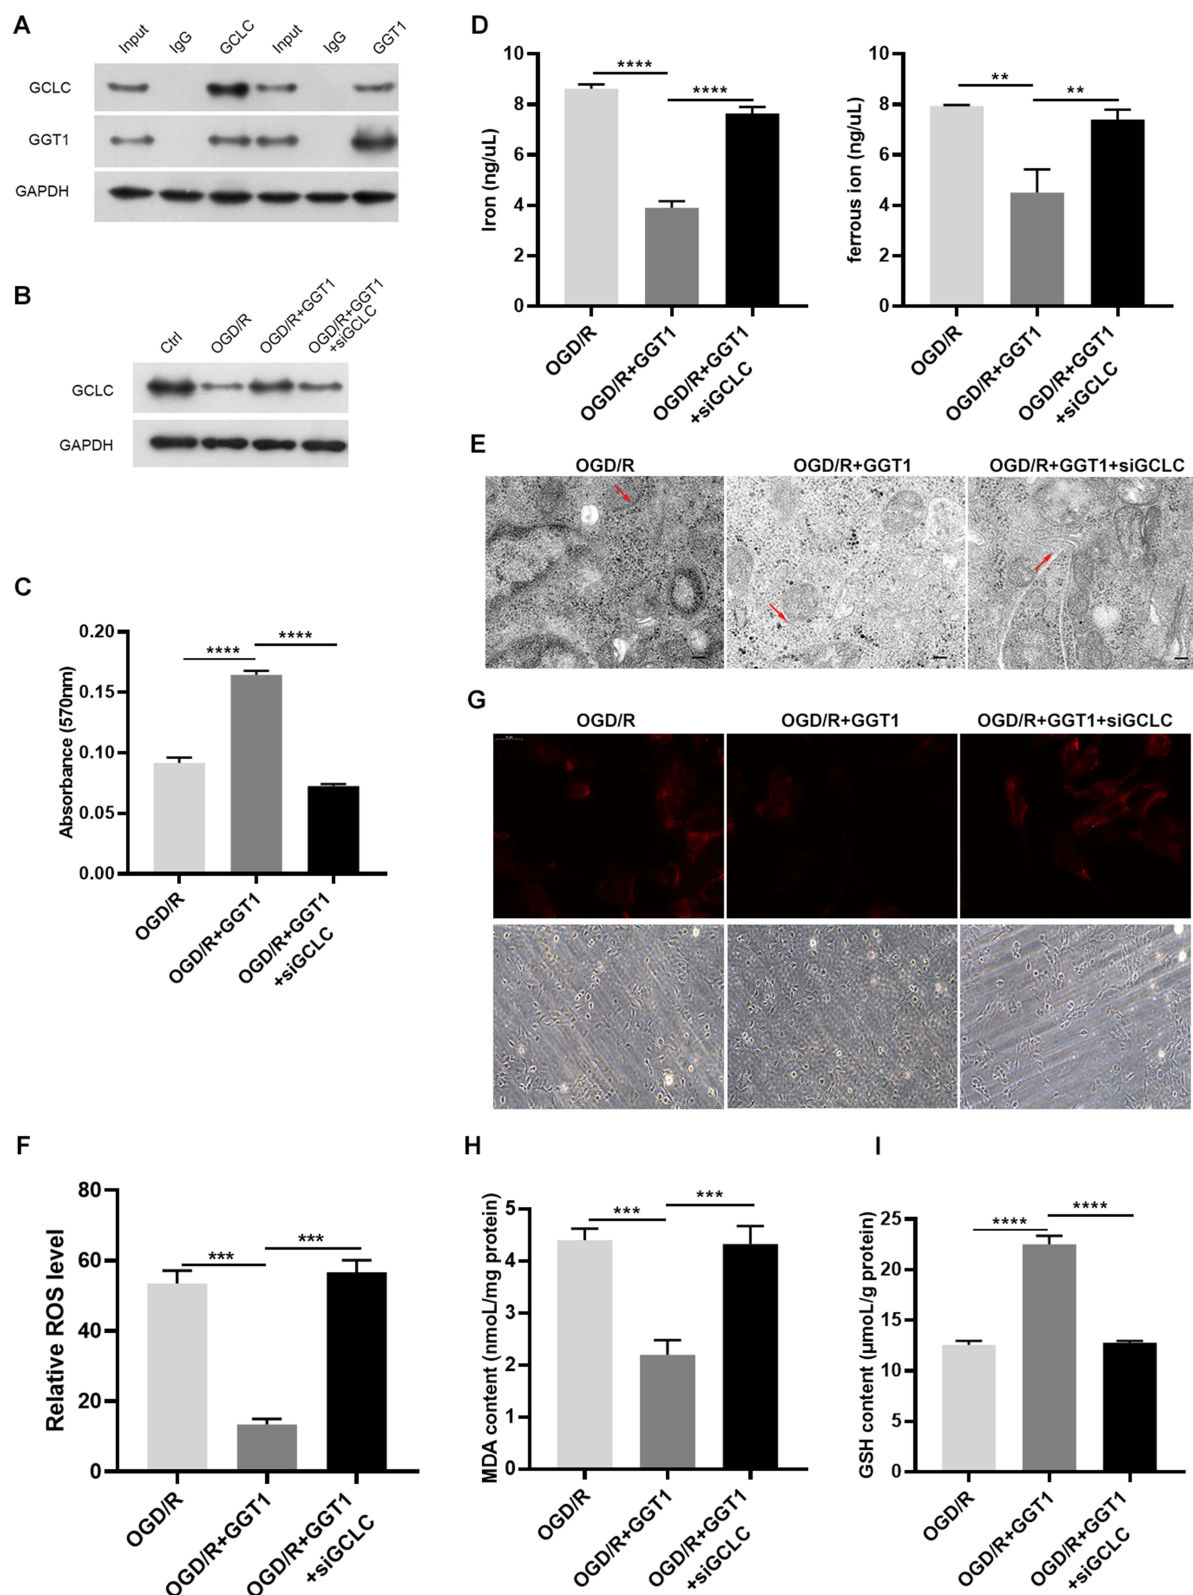 A
Input IgG GCLC Input IgG GGT1
GCLC
GGT1
GAPDH
B
Ctrl OGD/R OGD/R+GGT1 OGD/R+GGT1
+siGCLC
GCLC
GAPDH
C
Absorbance (570nm)
0.20
0.15
0.10
0.05
0.00
**** ****
OGD/R
OGD/R+GGT1
OGD/R+GGT1
+siGCLC
D
Iron (ng/uL)
10
8
6
4
2
0
**** ****
OGD/R
OGD/R+GGT1
OGD/R+GGT1
+siGCLC
ferrous ion (ng/uL)
10
8
6
4
2
0
** **
OGD/R
OGD/R+GGT1
OGD/R+GGT1
+siGCLC
E
OGD/R OGD/R+GGT1 OGD/R+GGT1+siGCLC
G
OGD/R OGD/R+GGT1 OGD/R+GGT1+siGCLC
F
Relative ROS level
80
60
40
20
0
*** ***
OGD/R
OGD/R+GGT1
OGD/R+GGT1
+siGCLC
H
MDA content (nmoL/mg protein)
5
4
3
2
1
0
*** ***
OGD/R
OGD/R+GGT1
OGD/R+GGT1
+siGCLC
I
GSH content (μmoL/g protein)
25
20
15
10
5
0
**** ****
OGD/R
OGD/R+GGT1
OGD/R+GGT1
+siGCLC